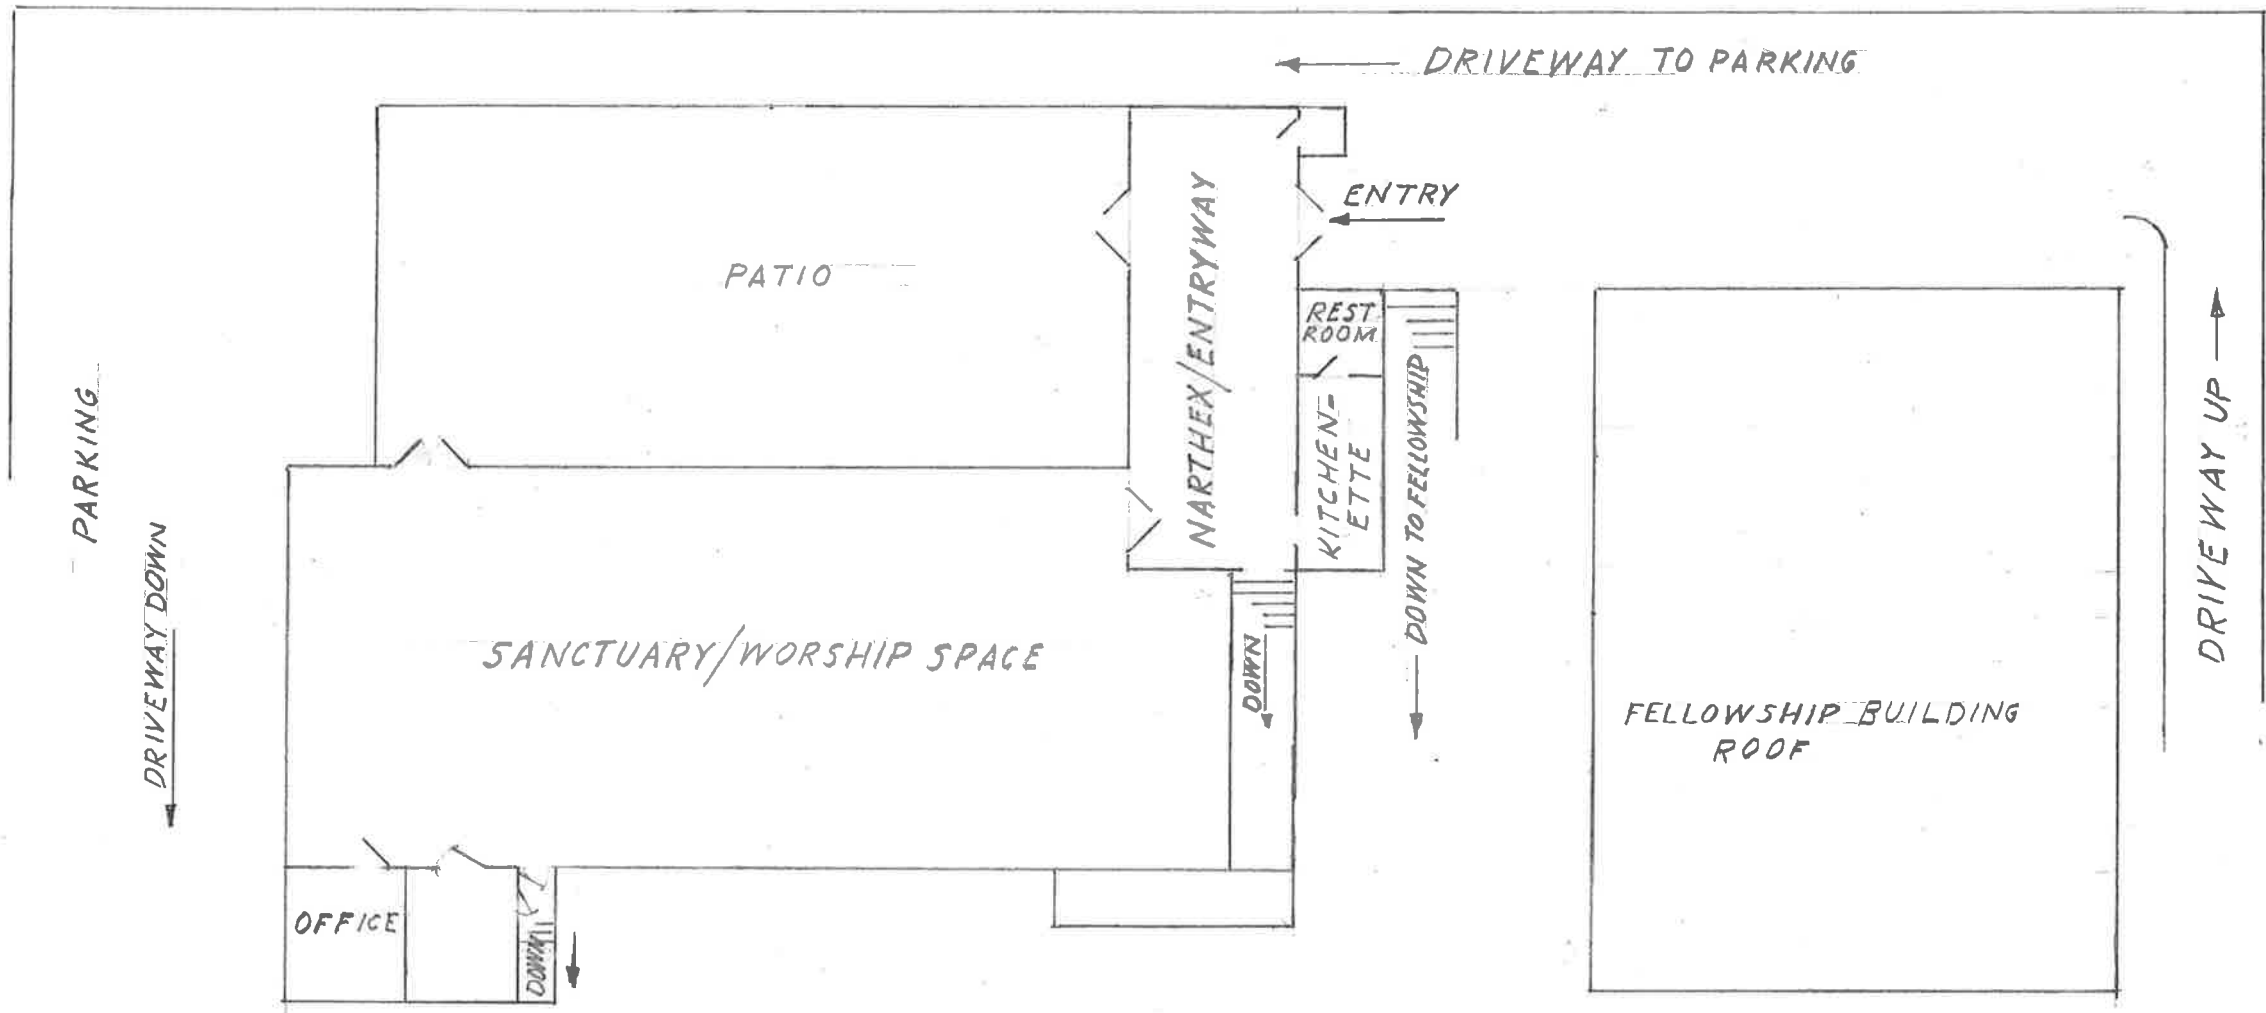 DRIVEWAY TO PARKING
ENTRY
PATIO
NARTHEX/ENTRYWAY
REST
ROOM
KITCHEN-
ETTE
DOWN TO FELLOWSHIP
PARKING
DRIVEWAY DOWN
SANCTUARY/WORSHIP SPACE
DOWN
FELLOWSHIP BUILDING
ROOF
DRIVEWAY UP
OFFICE
DOWN